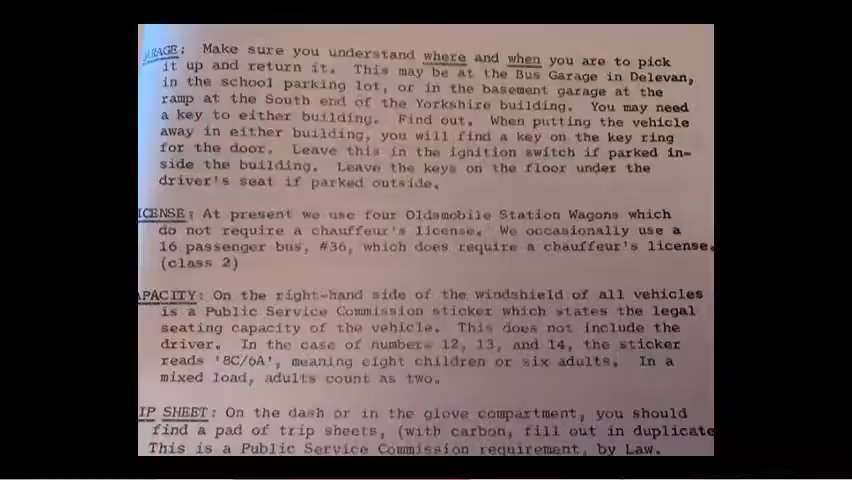 ARAGE: Make sure you understand where and when you are to pick
it up and return it. This may be at the Bus Garage in Delevan,
in the school parking lot, or in the basement garage at the
ramp at the South end of the Yorkshire building. You may need
a key to either building. Find out. When putting the vehicle
away in either building, you will find a key on the key ring
for the door. Leave this in the ignition switch if parked in-
side the building. Leave the keys on the floor under the
driver's seat if parked outside.
ICENSE: At present we use four Oldsmobile Station Wagons which
do not require a chauffeur's license. We occasionally use a
16 passenger bus, #36, which does require a chauffeur's license.
(class 2)
APACITY: On the right-hand side of the windshield of all vehicles
is a Public Service Commission sticker which states the legal
seating capacity of the vehicle. This does not include the
driver. In the case of numbers 12, 13, and 14, the sticker
reads '8C/6A', meaning eight children or six adults. In a
mixed load, adults count as two.
IP SHEET: On the dash or in the glove compartment, you should
find a pad of trip sheets, (with carbon, fill out in duplicate
This is a Public Service Commission requirement, by Law.